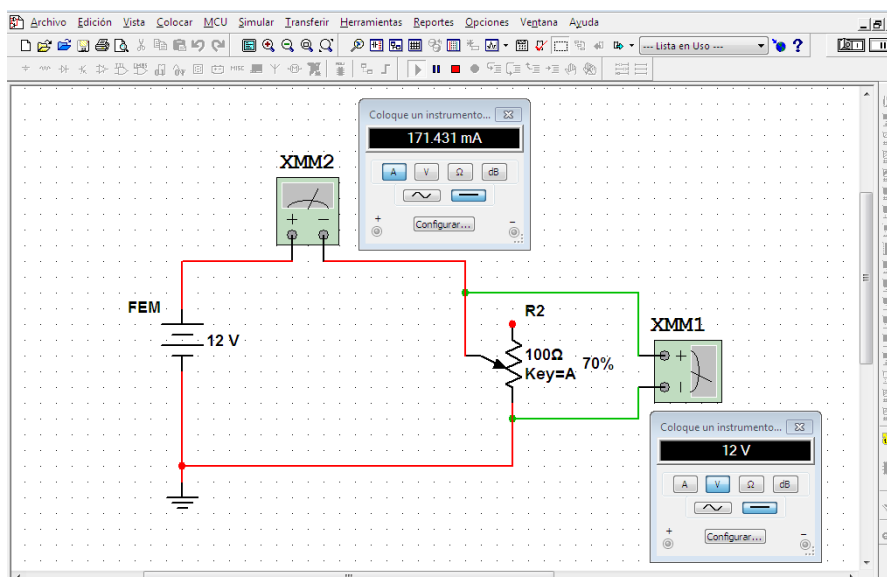 Archivo Edición Vista Colocar MCU Simular Transferir Herramientas Reportes Opciones Ventana Ayuda
--- Lista en Uso ---
Coloque un instrumento...
171.431 mA
A V Ω dB
Configurar...
+ −
XMM2
+ −
FEM
12 V
R2
100Ω
Key=A
70%
XMM1
+
Coloque un instrumento...
12 V
A V Ω dB
Configurar...
+ −